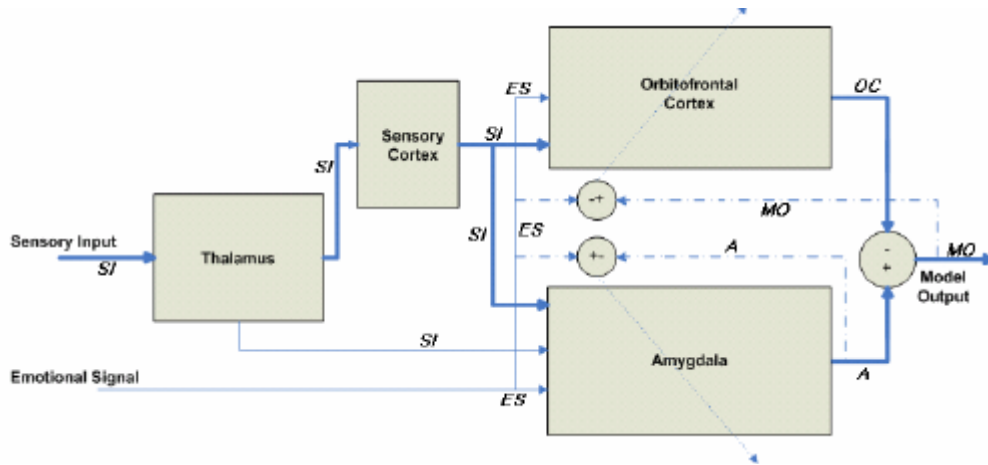 ES
Orbitofrontal
Cortex
OC
Sensory
Cortex
SI
SI
-+
MO
Sensory Input
SI
Thalamus
SI
ES
+-
A
-
+
MO
Model
Output
SI
Amygdala
A
Emotional Signal
ES